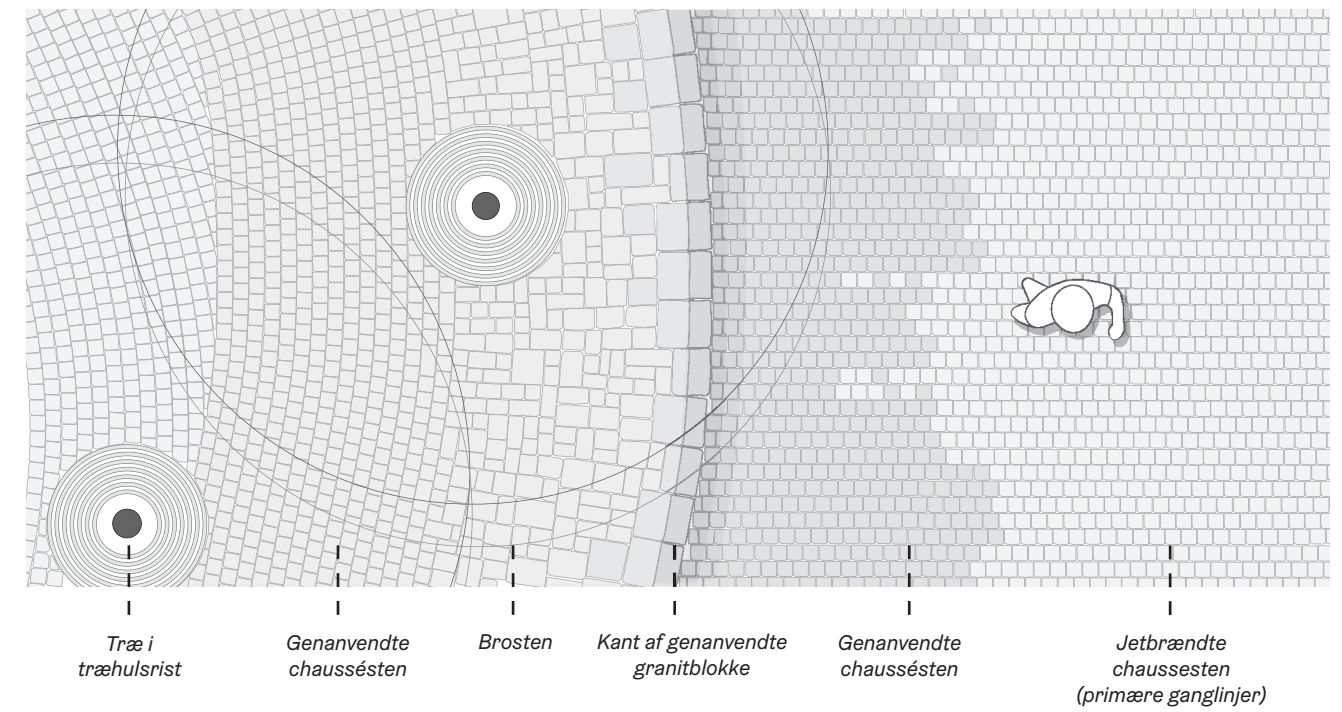 Træ i
træhulsrist
Genanvendte
chaussésten
Brosten
Kant af genanvendte
granitblokke
Genanvendte
chaussésten
Jetbrændte
chaussesten
(primære ganglinjer)